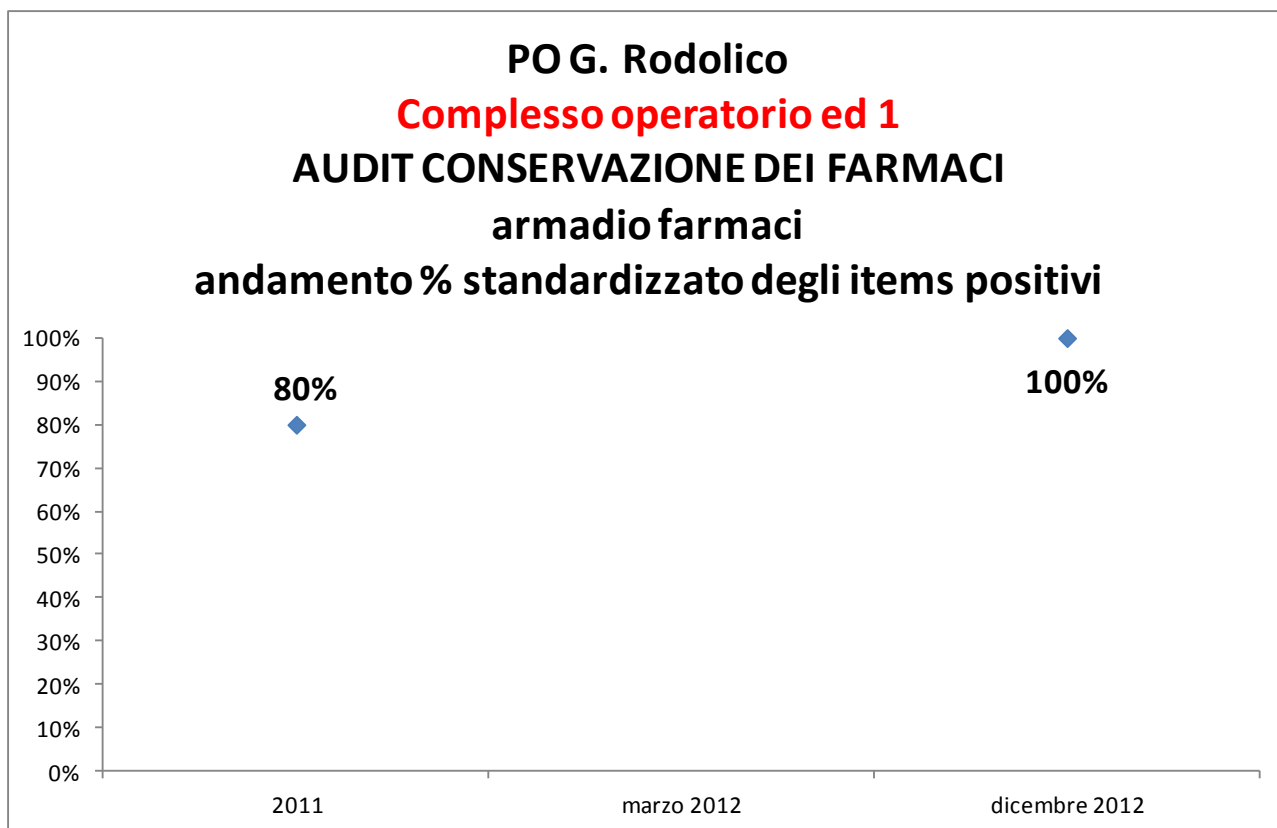 PO G. Rodolico
Complesso operatorio ed 1
AUDIT CONSERVAZIONE DEI FARMACI
armadio farmaci
andamento % standardizzato degli items positivi
100%
90%
80%
70%
60%
50%
40%
30%
20%
10%
0%
80%
100%
2011
marzo 2012
dicembre 2012